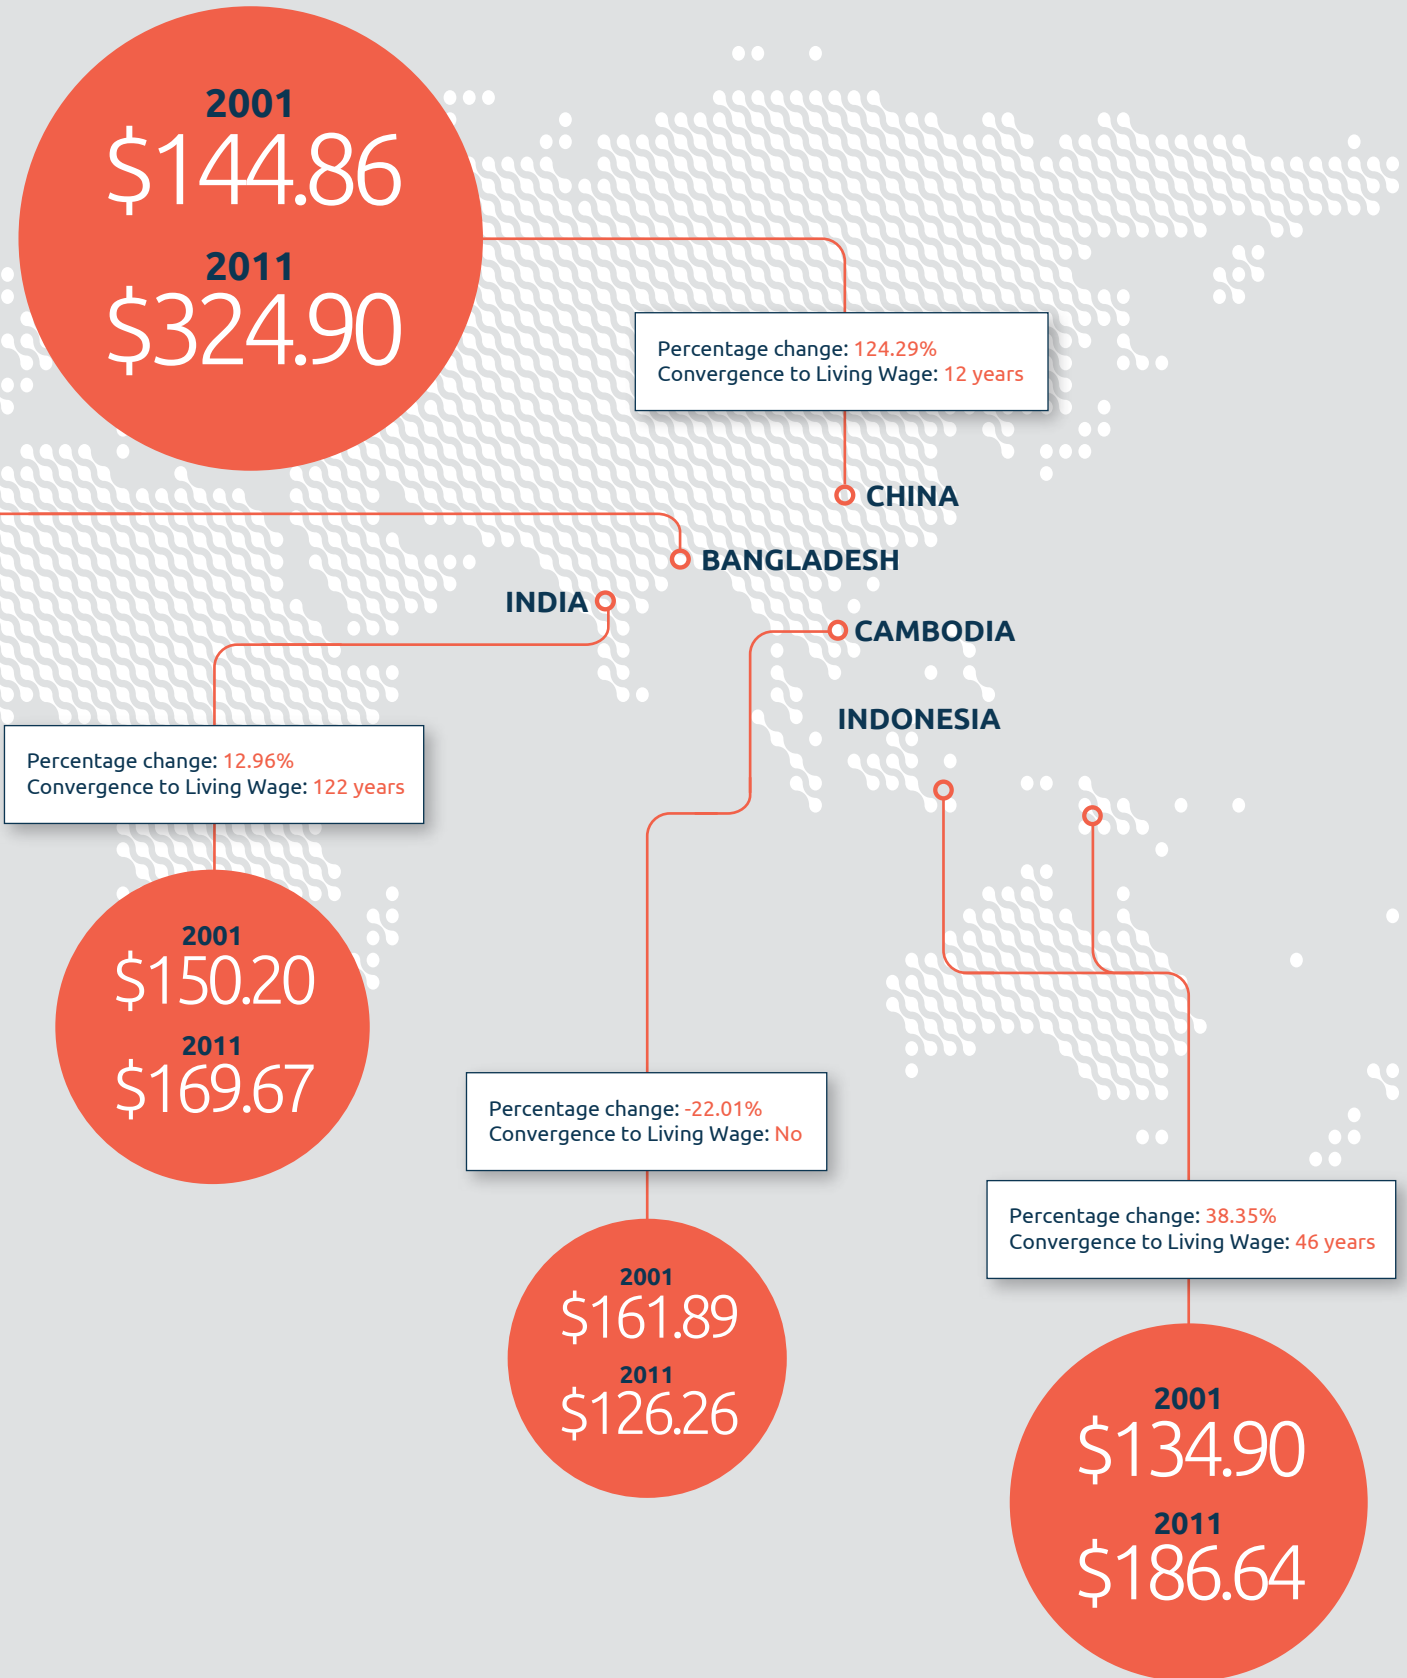 2001
$144.86
2011
$324.90
Percentage change: 124.29%
Convergence to Living Wage: 12 years
CHINA
BANGLADESH
INDIA
CAMBODIA
INDONESIA
Percentage change: 12.96%
Convergence to Living Wage: 122 years
2001
$150.20
2011
$169.67
Percentage change: -22.01%
Convergence to Living Wage: No
2001
$161.89
2011
$126.26
Percentage change: 38.35%
Convergence to Living Wage: 46 years
2001
$134.90
2011
$186.64